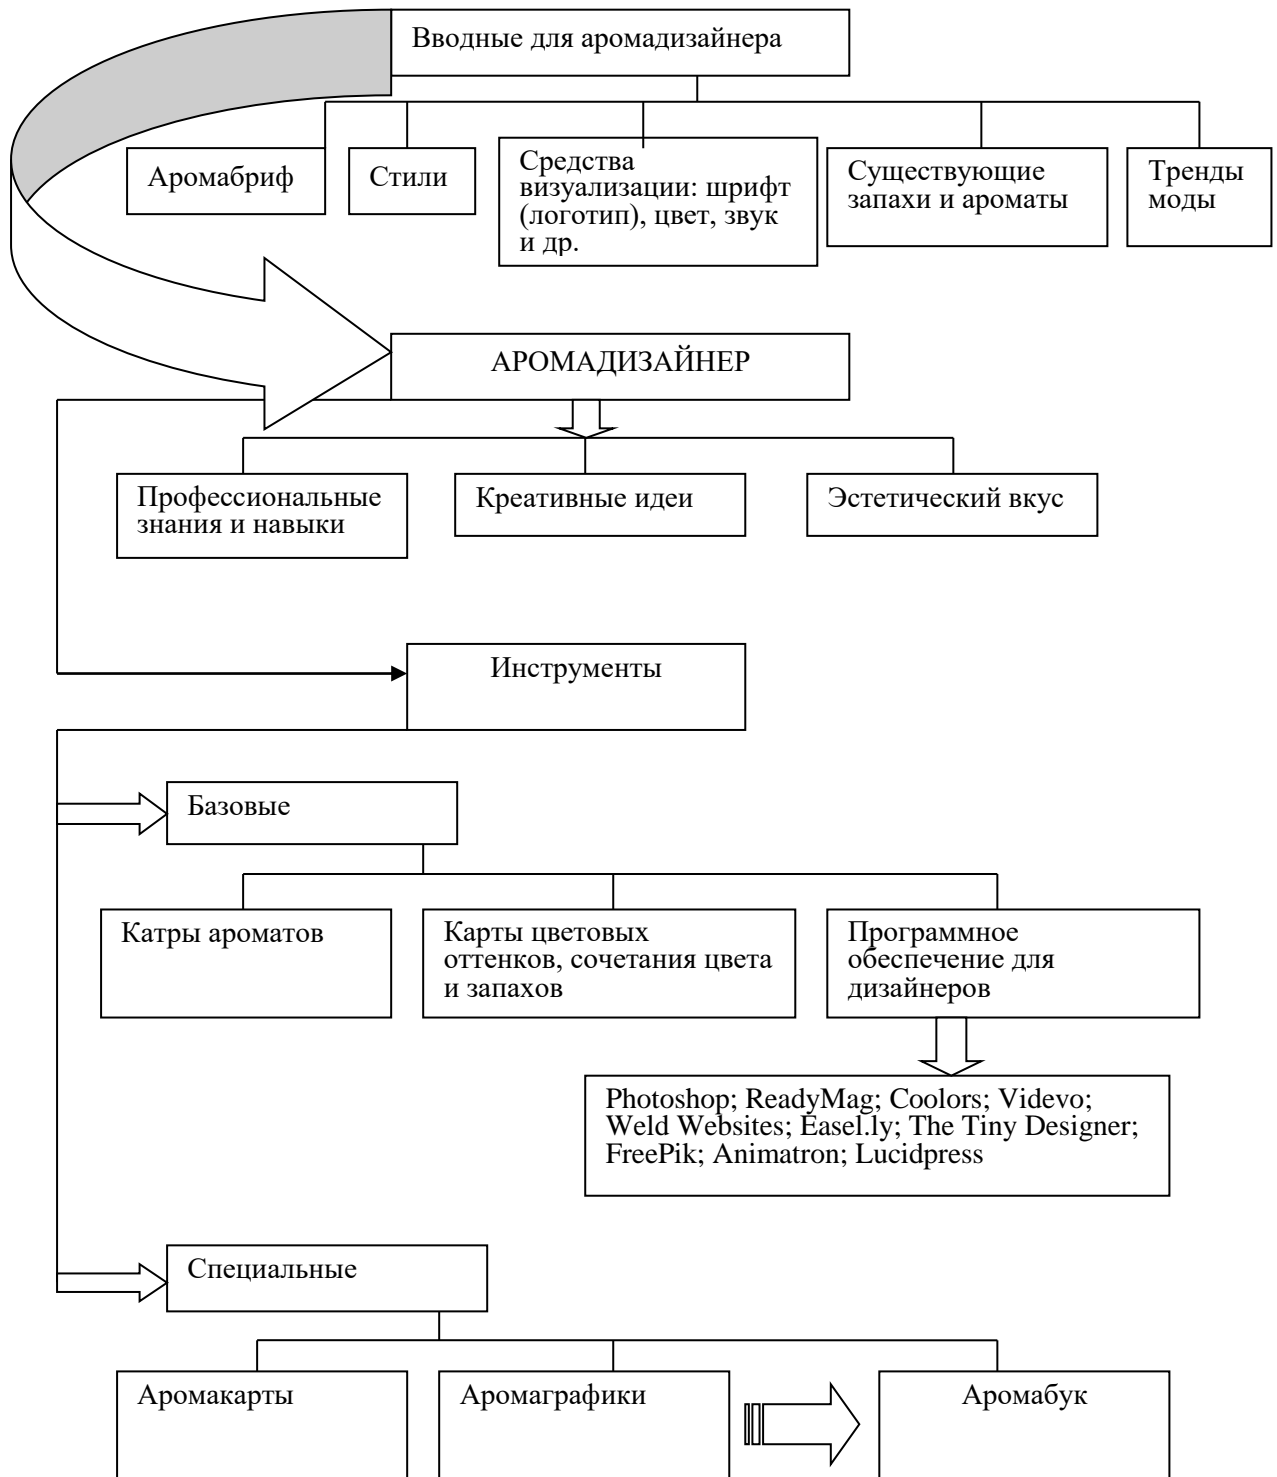 Вводные для аромадизайнера
Аромабриф
Стили
Средства
визуализации: шрифт
(логотип), цвет, звук
и др.
Существующие
запахи и ароматы
Тренды
моды
АРОМАДИЗАЙНЕР
Профессиональные
знания и навыки
Креативные идеи
Эстетический вкус
Инструменты
Базовые
Катры ароматов
Карты цветовых
оттенков, сочетания цвета
и запахов
Программное
обеспечение для
дизайнеров
Photoshop; ReadyMag; Coolors; Videvo;
Weld Websites; Easel.ly; The Tiny Designer;
FreePik; Animatron; Lucidpress
Специальные
Аромакарты
Аромаграфики
Аромабук